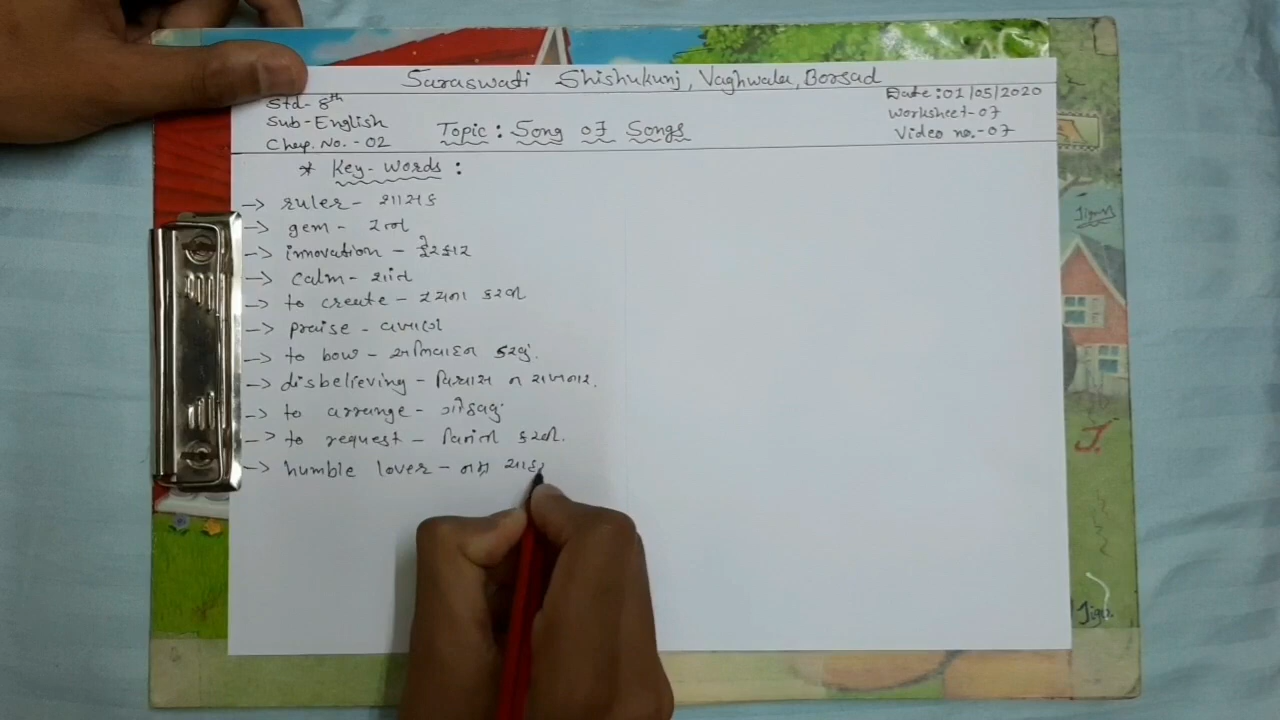 Saraswati Shishukunj, Vaghwala, Borsad
Std- 8th
Sub- English
Chep. No. - 02
Topic: Song of Songs
Date: 01/05/2020
Worksheet-07
Video no.-07
* Key-Words:
-> ruler - શાસક
-> gem - રત્ન
-> innovation - ફેરફાર
-> calm - શાંત
-> to create - રચના કરવી
-> praise - વખાણ
-> to bow - અભિવાદન કરવું.
-> disbelieving - વિશ્વાસ ન રાખનાર.
-> to arrange - ગોઠવવું
-> to request - વિનંતી કરવી.
-> humble lover - નમ્ર ચાહ
Jigu
J.